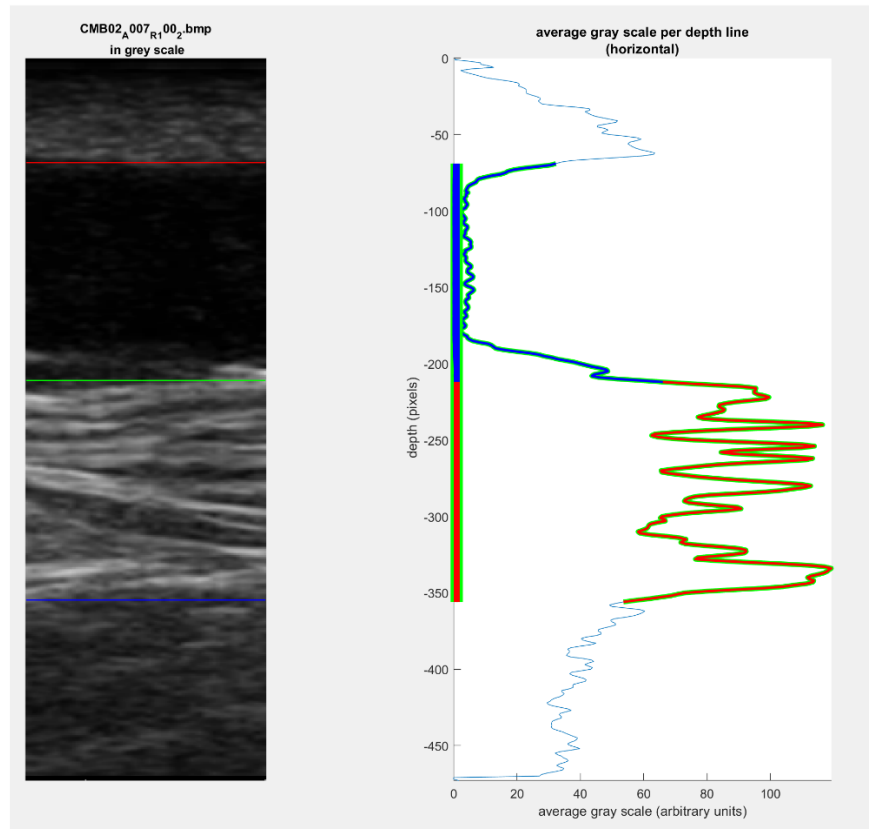 CMB02_A007_R100_2.bmp
in grey scale
average gray scale per depth line
(horizontal)
0
-50
-100
-150
-200
-250
-300
-350
-400
-450
depth (pixels)
0 20 40 60 80 100
average gray scale (arbitrary units)